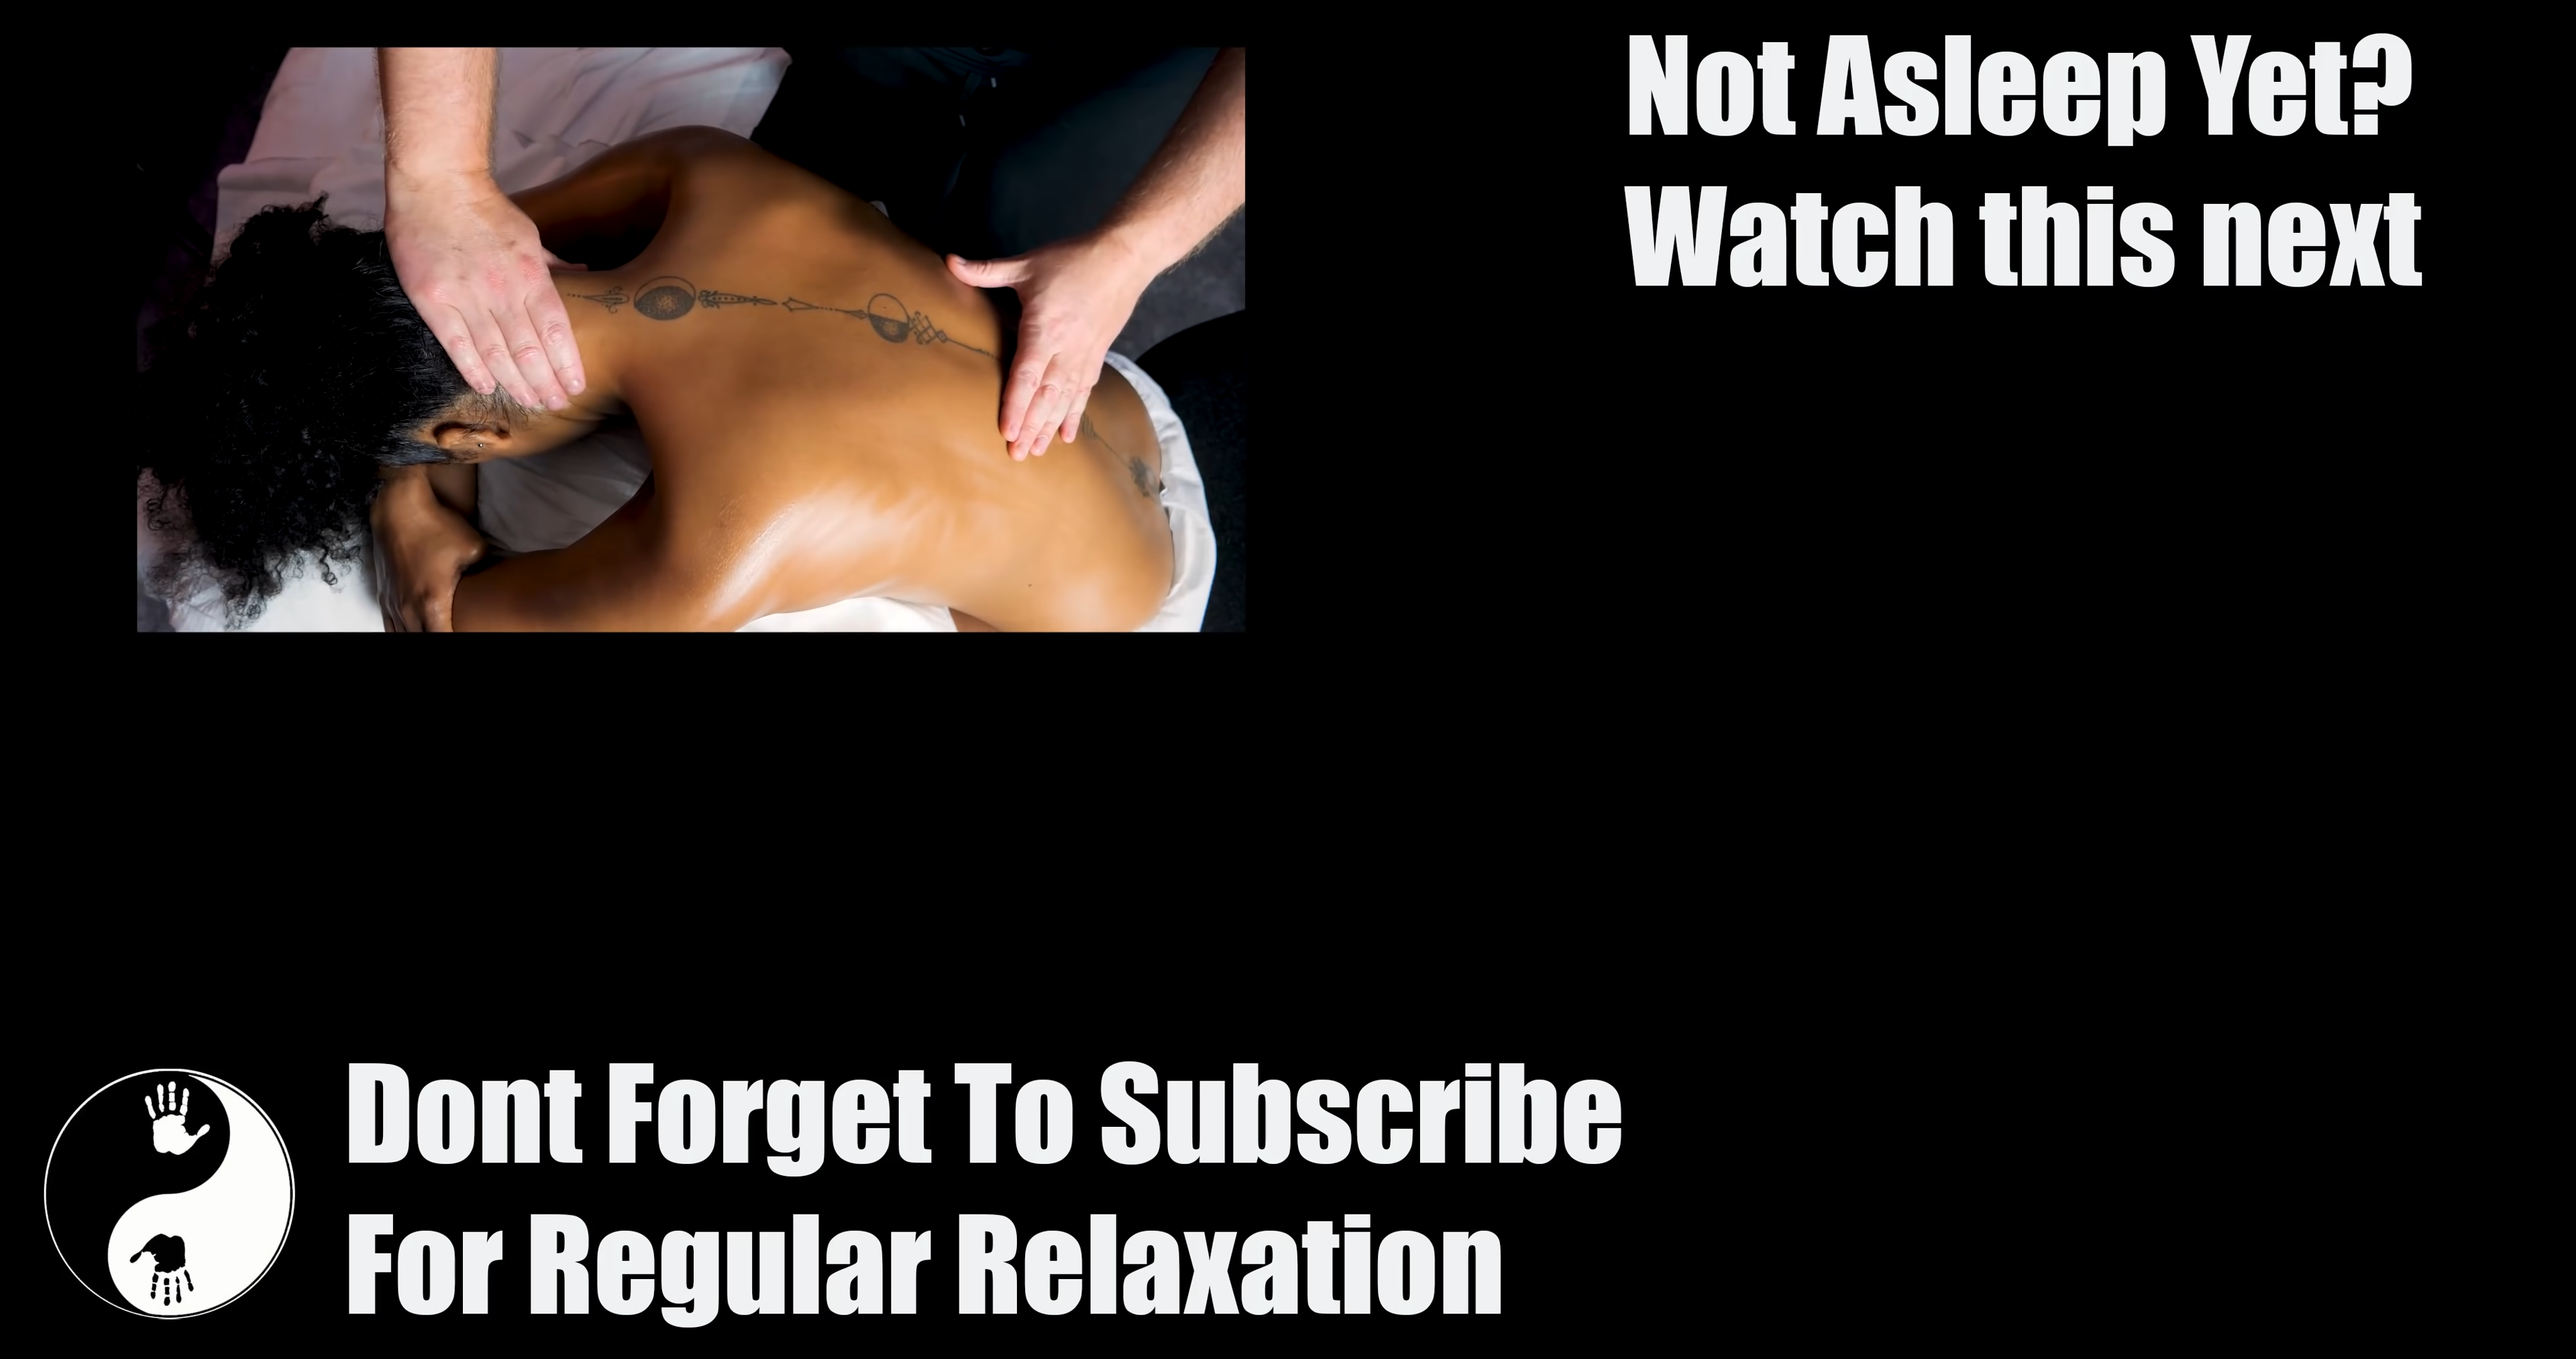 Not Asleep Yet?
Watch this next
Dont Forget To Subscribe
For Regular Relaxation